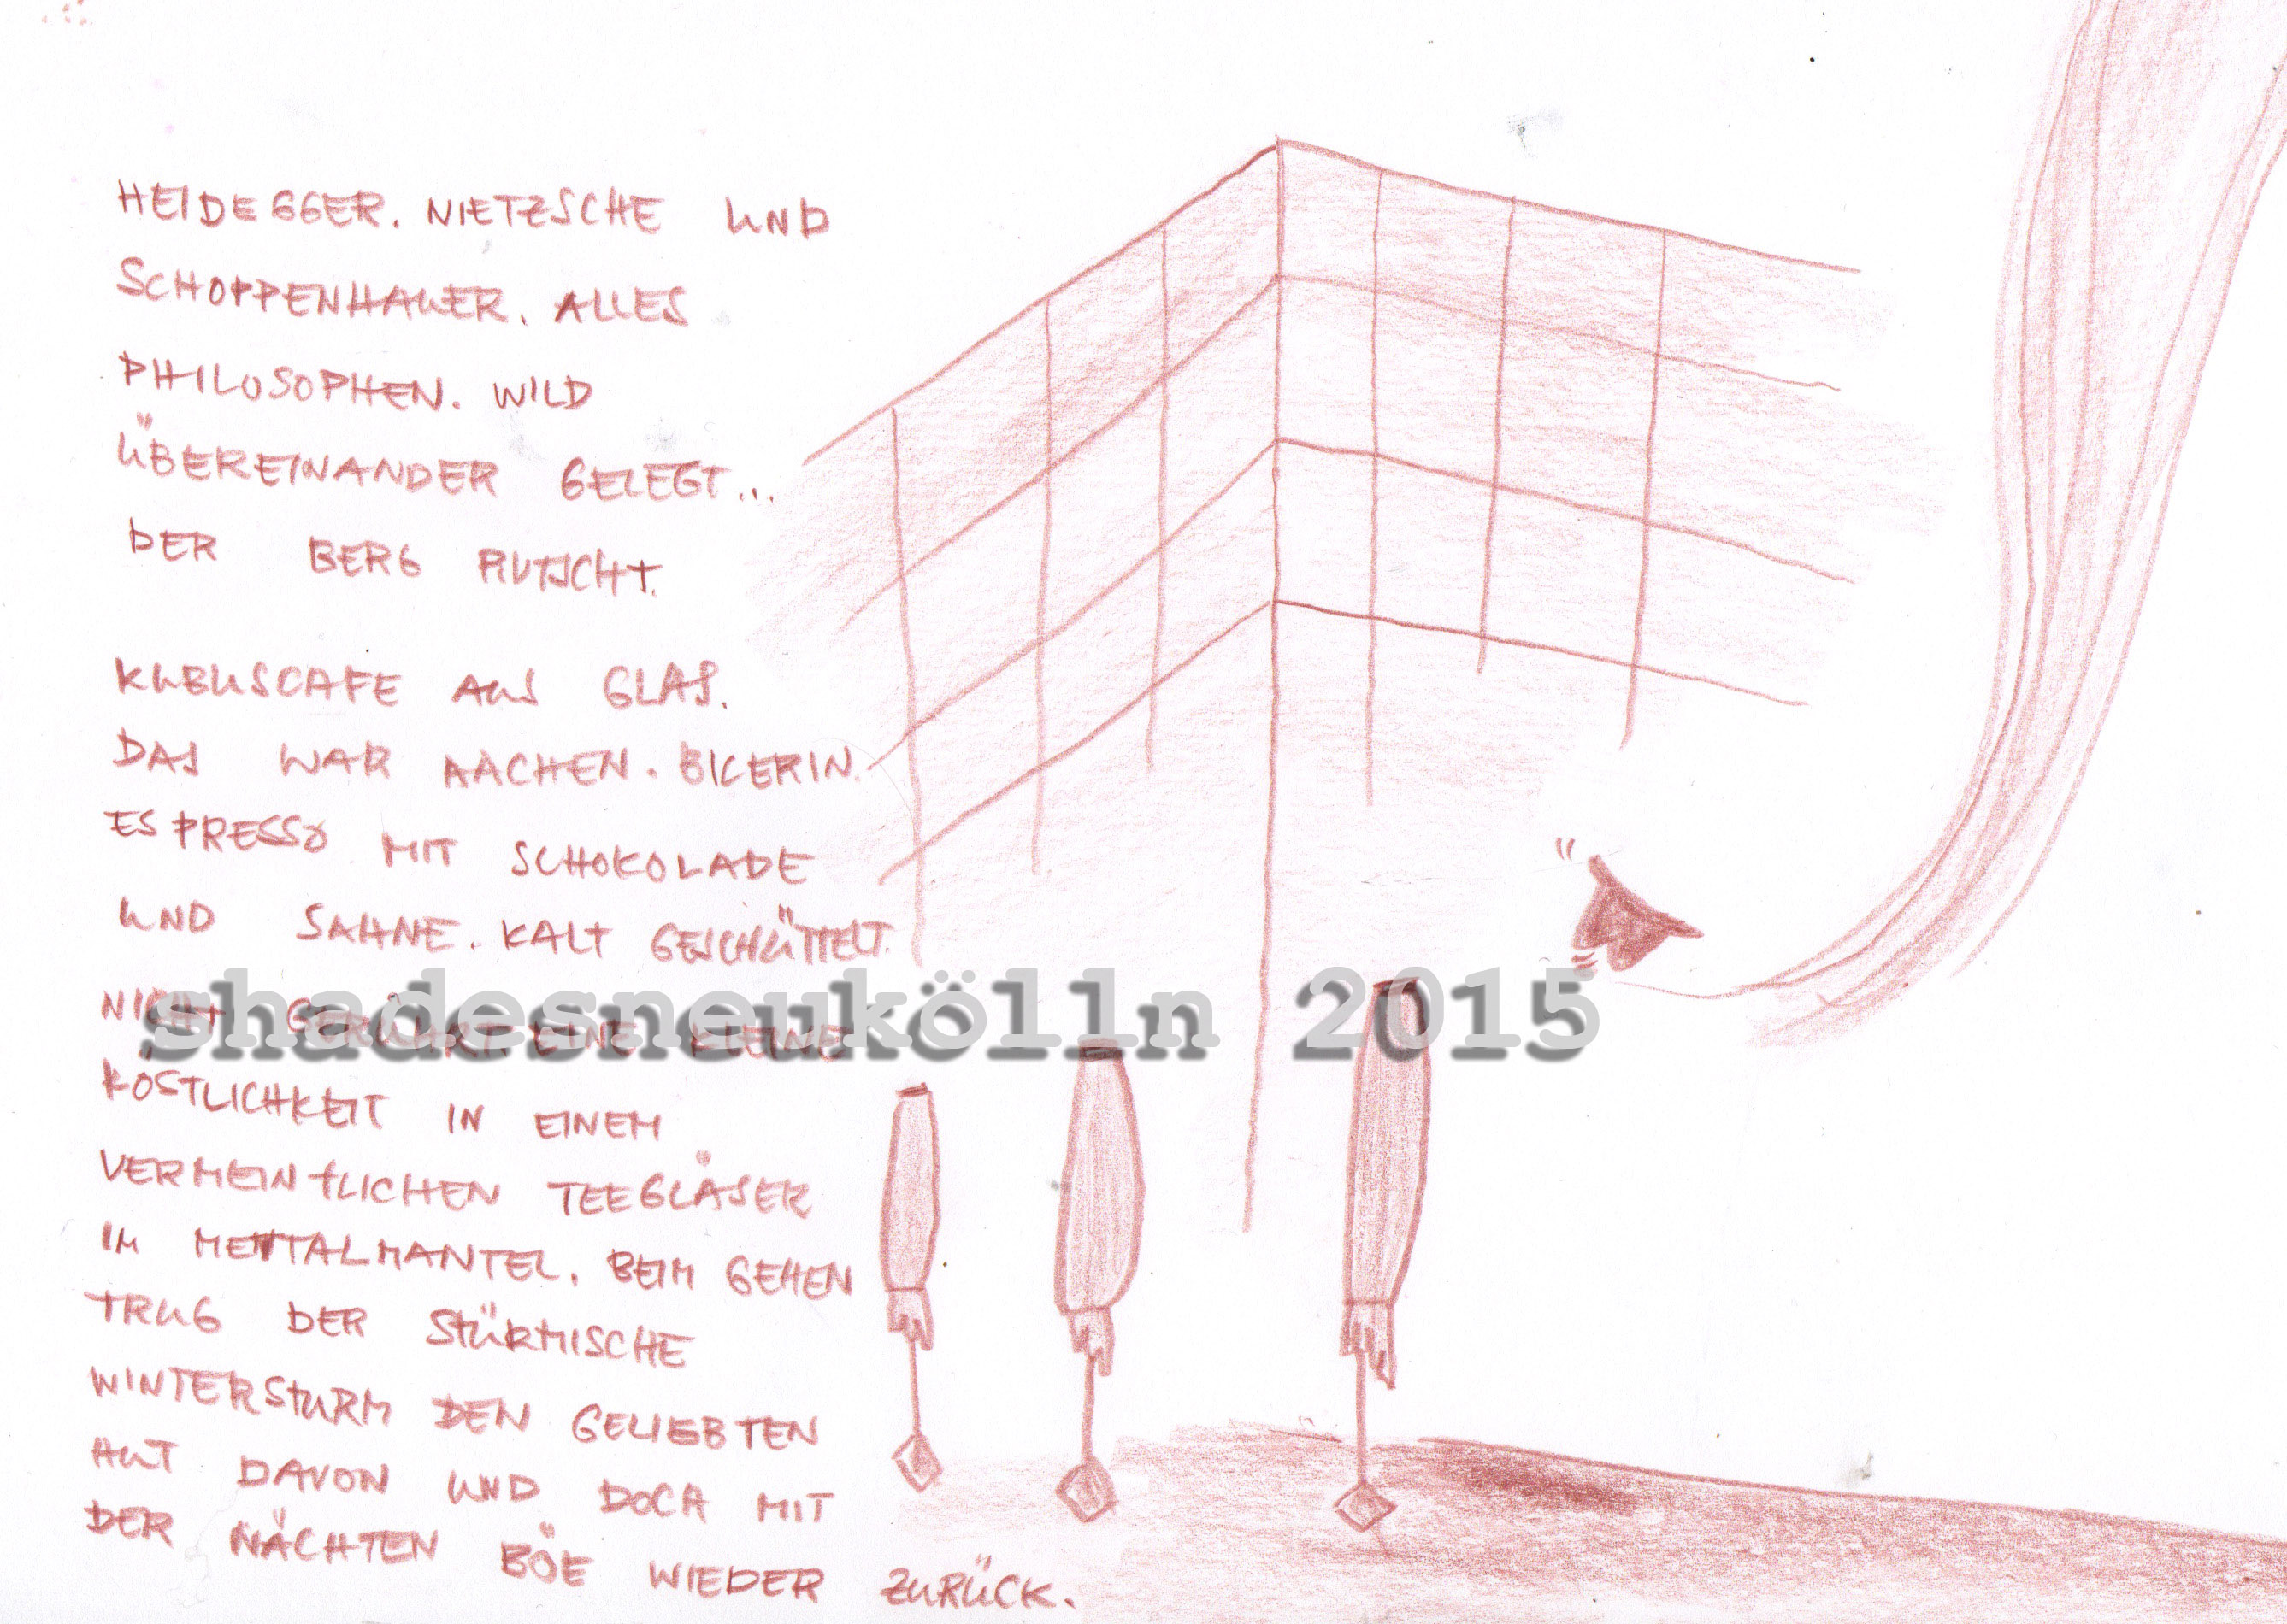 HEIDEGGER. NIETZSCHE UND
SCHOPPENHAUER. ALLES
PHILOSOPHEN. WILD
ÜBEREINANDER GELEGT...
DER BERG RUTSCHT.
KUBUSCAFE AUS GLAS.
DAS WAR AACHEN. BICERIN.
ESPRESSO MIT SCHOKOLADE
UND SAHNE. KALT GESCHÜTTELT.
NICHT GERÜHRT. EINE KLEINE
shadesneukölln 2015
KÖSTLICHKEIT IN EINEM
VERMEINTLICHEN TEEGLÄSER
IM METTALMANTEL. BEIM GEHEN
TRUG DER STÜRMISCHE
WINTERSTURM DEN GELIEBTEN
HUT DAVON UND DOCH MIT
DER NÄCHTEN BÖE WIEDER ZURÜCK.